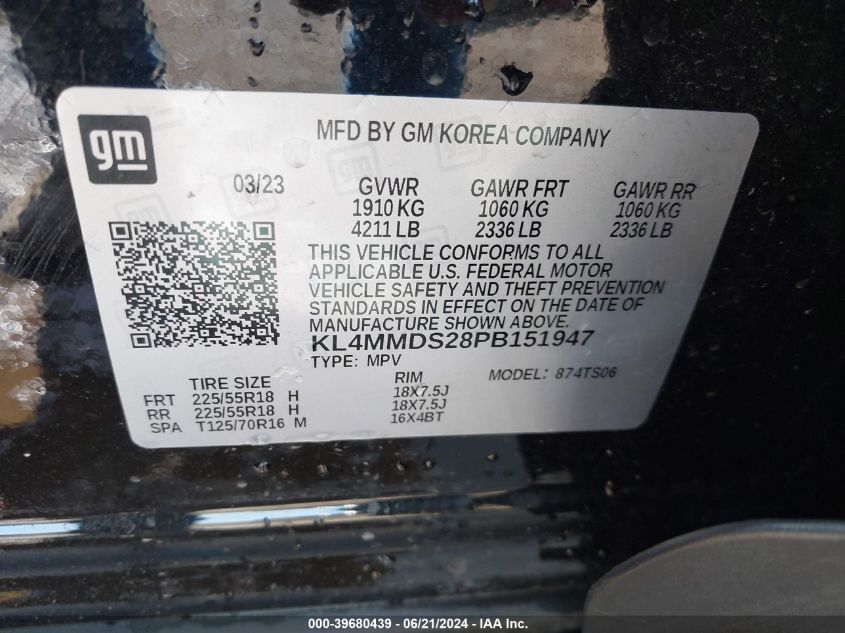 gm
MFD BY GM KOREA COMPANY
03/23 GVWR GAWR FRT GAWR RR
1910 KG 1060 KG 1060 KG
4211 LB 2336 LB 2336 LB
THIS VEHICLE CONFORMS TO ALL
APPLICABLE U.S. FEDERAL MOTOR
VEHICLE SAFETY AND THEFT PREVENTION
STANDARDS IN EFFECT ON THE DATE OF
MANUFACTURE SHOWN ABOVE.
KL4MMDS28PB151947
TYPE: MPV MODEL: 874TS06
TIRE SIZE RIM
FRT 225/55R18 H 18X7.5J
RR 225/55R18 H 18X7.5J
SPA T125/70R16 M 16X4BT
000-39680439 - 06/21/2024 - IAA Inc.